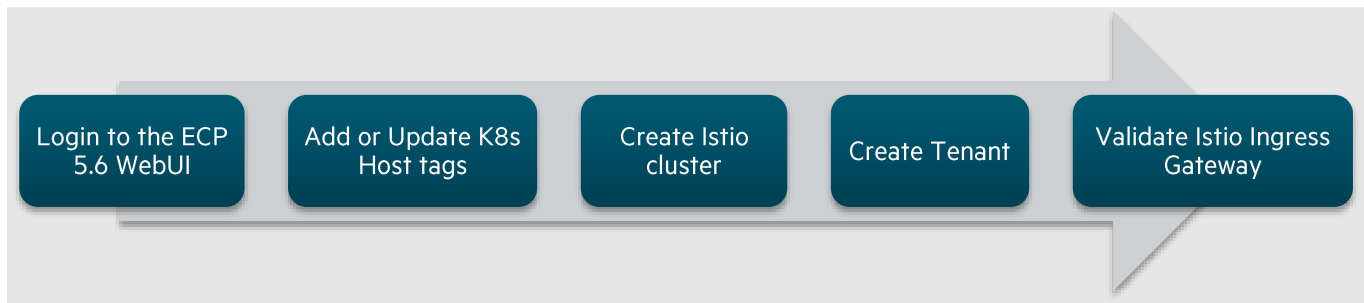 Login to the ECP
5.6 WebUI
Add or Update K8s
Host tags
Create Istio
cluster
Create Tenant
Validate Istio Ingress
Gateway